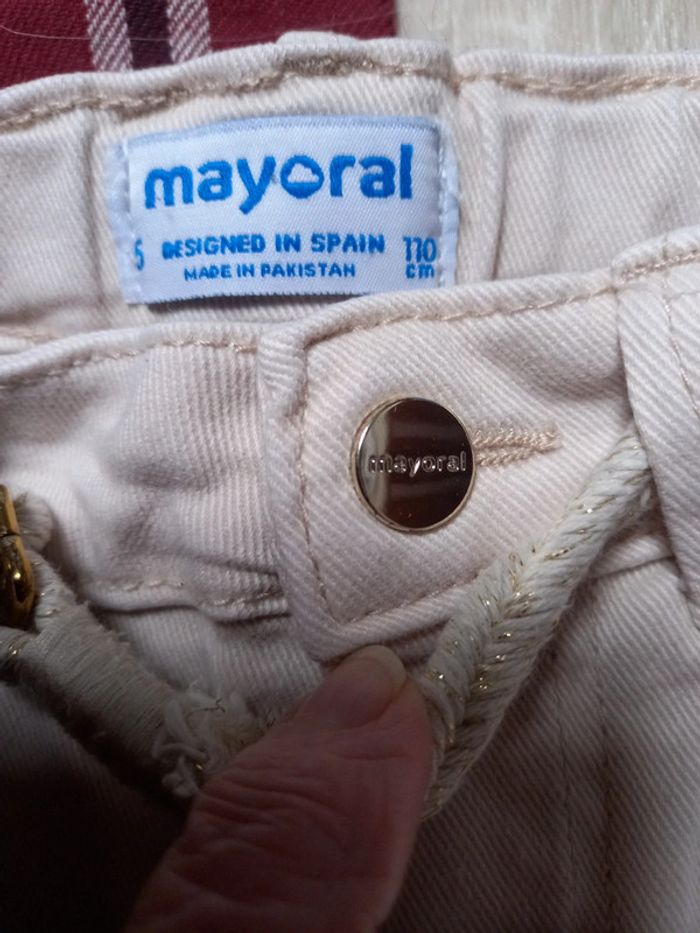 mayoral
5 DESIGNED IN SPAIN 110
MADE IN PAKISTAN cm
mayoral